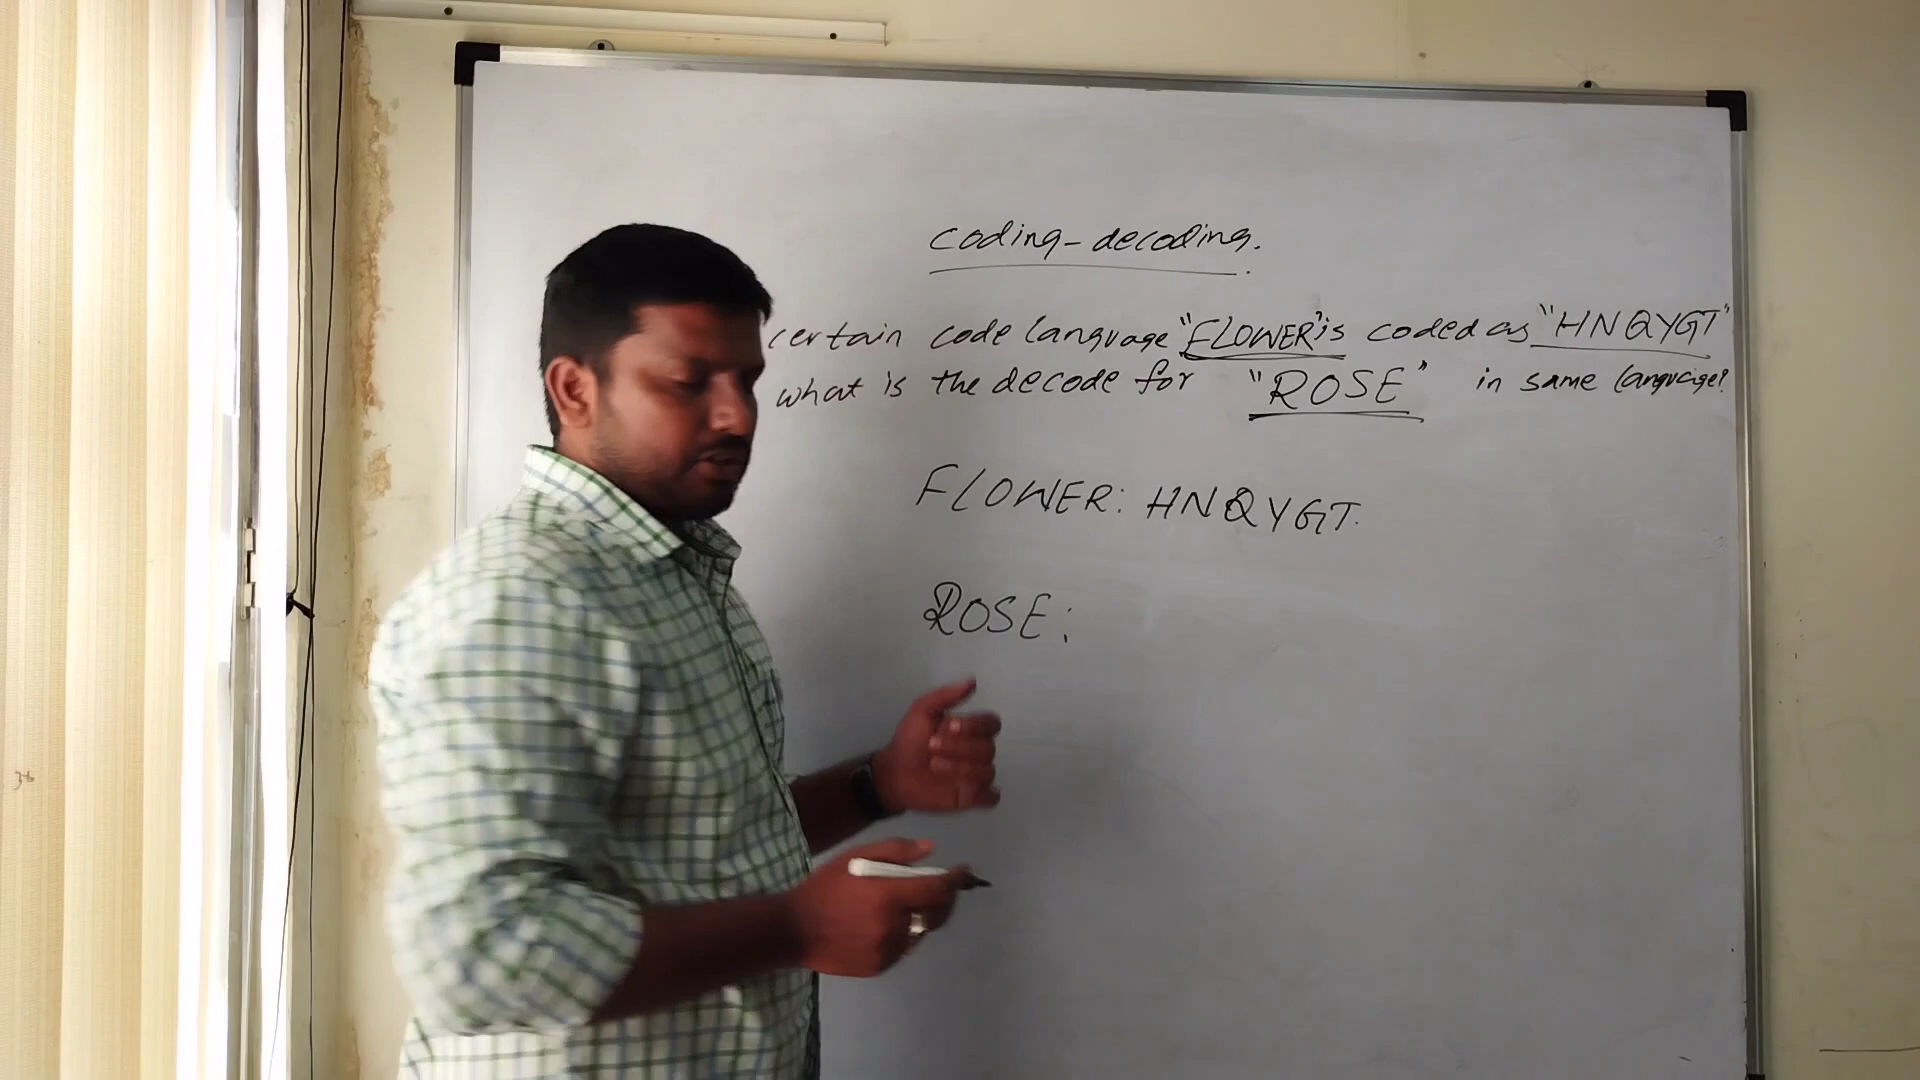 coding-decoding.
certain code language "FLOWER" is coded as "HNQYGT"
what is the decode for "ROSE" in same language?
FLOWER: HNQYGT.
ROSE: